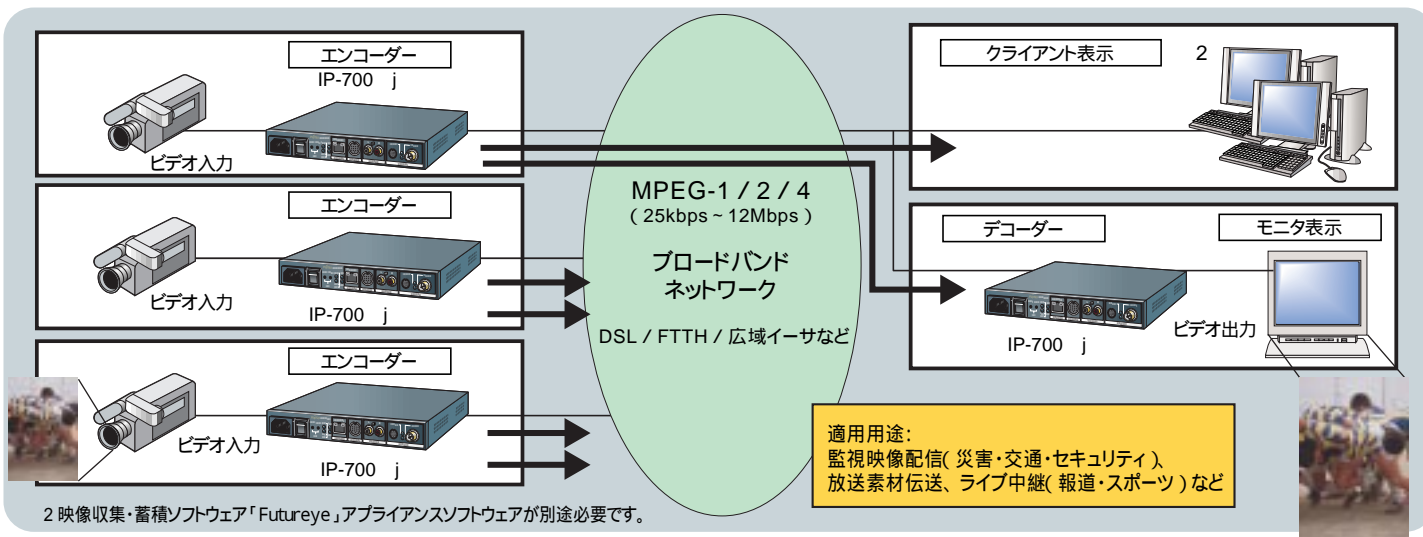 エンコーダー
IP-700 j
ビデオ入力
エンコーダー
ビデオ入力
IP-700 j
エンコーダー
ビデオ入力
IP-700 j
MPEG-1 / 2 / 4
( 25kbps ~ 12Mbps )
ブロードバンド
ネットワーク
DSL / FTTH / 広域イーサなど
クライアント表示 2
デコーダー
モニタ表示
ビデオ出力
IP-700 j
適用用途:
監視映像配信( 災害・交通・セキュリティ )、
放送素材伝送、ライブ中継( 報道・スポーツ ) など
2 映像収集・蓄積ソフトウェア「 Futureye 」アプライアンスソフトウェアが別途必要です。